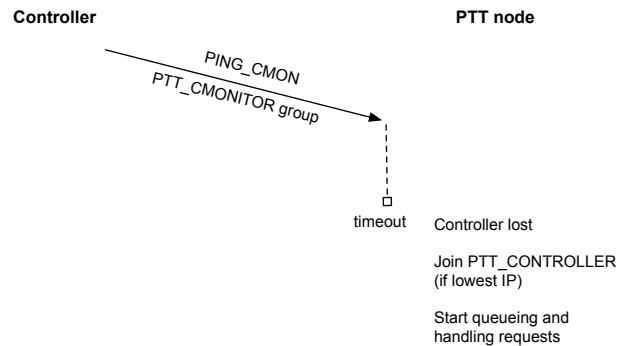 Controller
PTT node
PING_CMON
PTT_CMONITOR group
timeout
Controller lost
Join PTT_CONTROLLER
(if lowest IP)
Start queueing and
handling requests